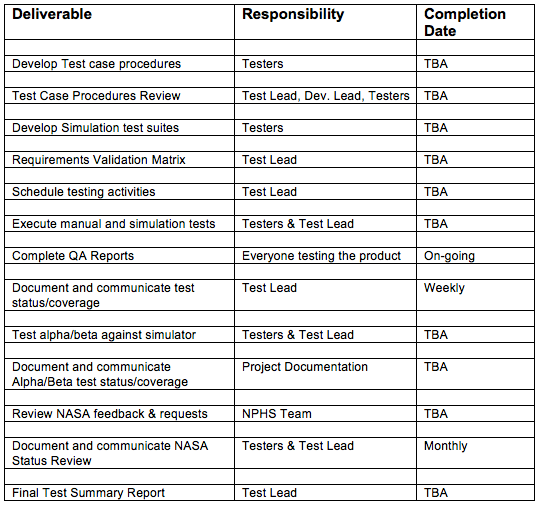 Deliverable Responsibility Completion
Date
Develop Test case procedures Testers TBA
Test Case Procedures Review Test Lead, Dev. Lead, Testers TBA
Develop Simulation test suites Testers TBA
Requirements Validation Matrix Test Lead TBA
Schedule testing activities Test Lead TBA
Execute manual and simulation tests Testers & Test Lead TBA
Complete QA Reports Everyone testing the product On-going
Document and communicate test Test Lead Weekly
status/coverage
Test alpha/beta against simulator Testers & Test Lead TBA
Document and communicate Project Documentation TBA
Alpha/Beta test status/coverage
Review NASA feedback & requests NPHS Team TBA
Document and communicate NASA Testers & Test Lead Monthly
Status Review
Final Test Summary Report Test Lead TBA